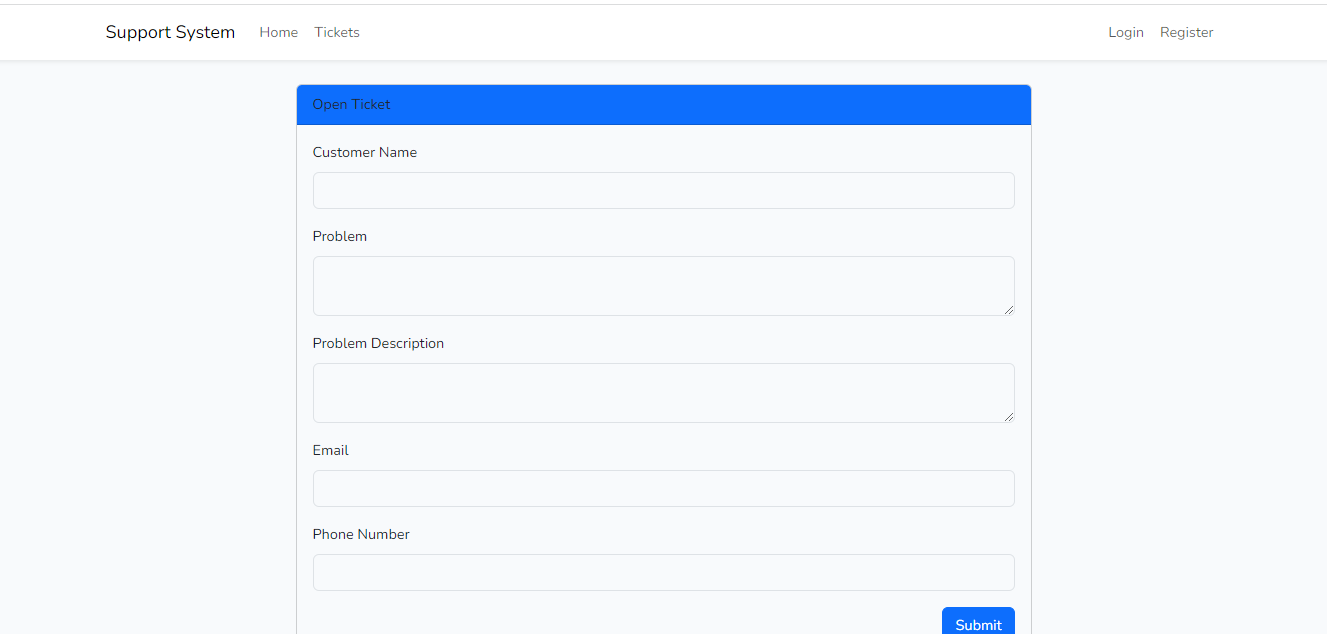 Support System Home Tickets Login Register
Open Ticket
Customer Name
Problem
Problem Description
Email
Phone Number
Submit